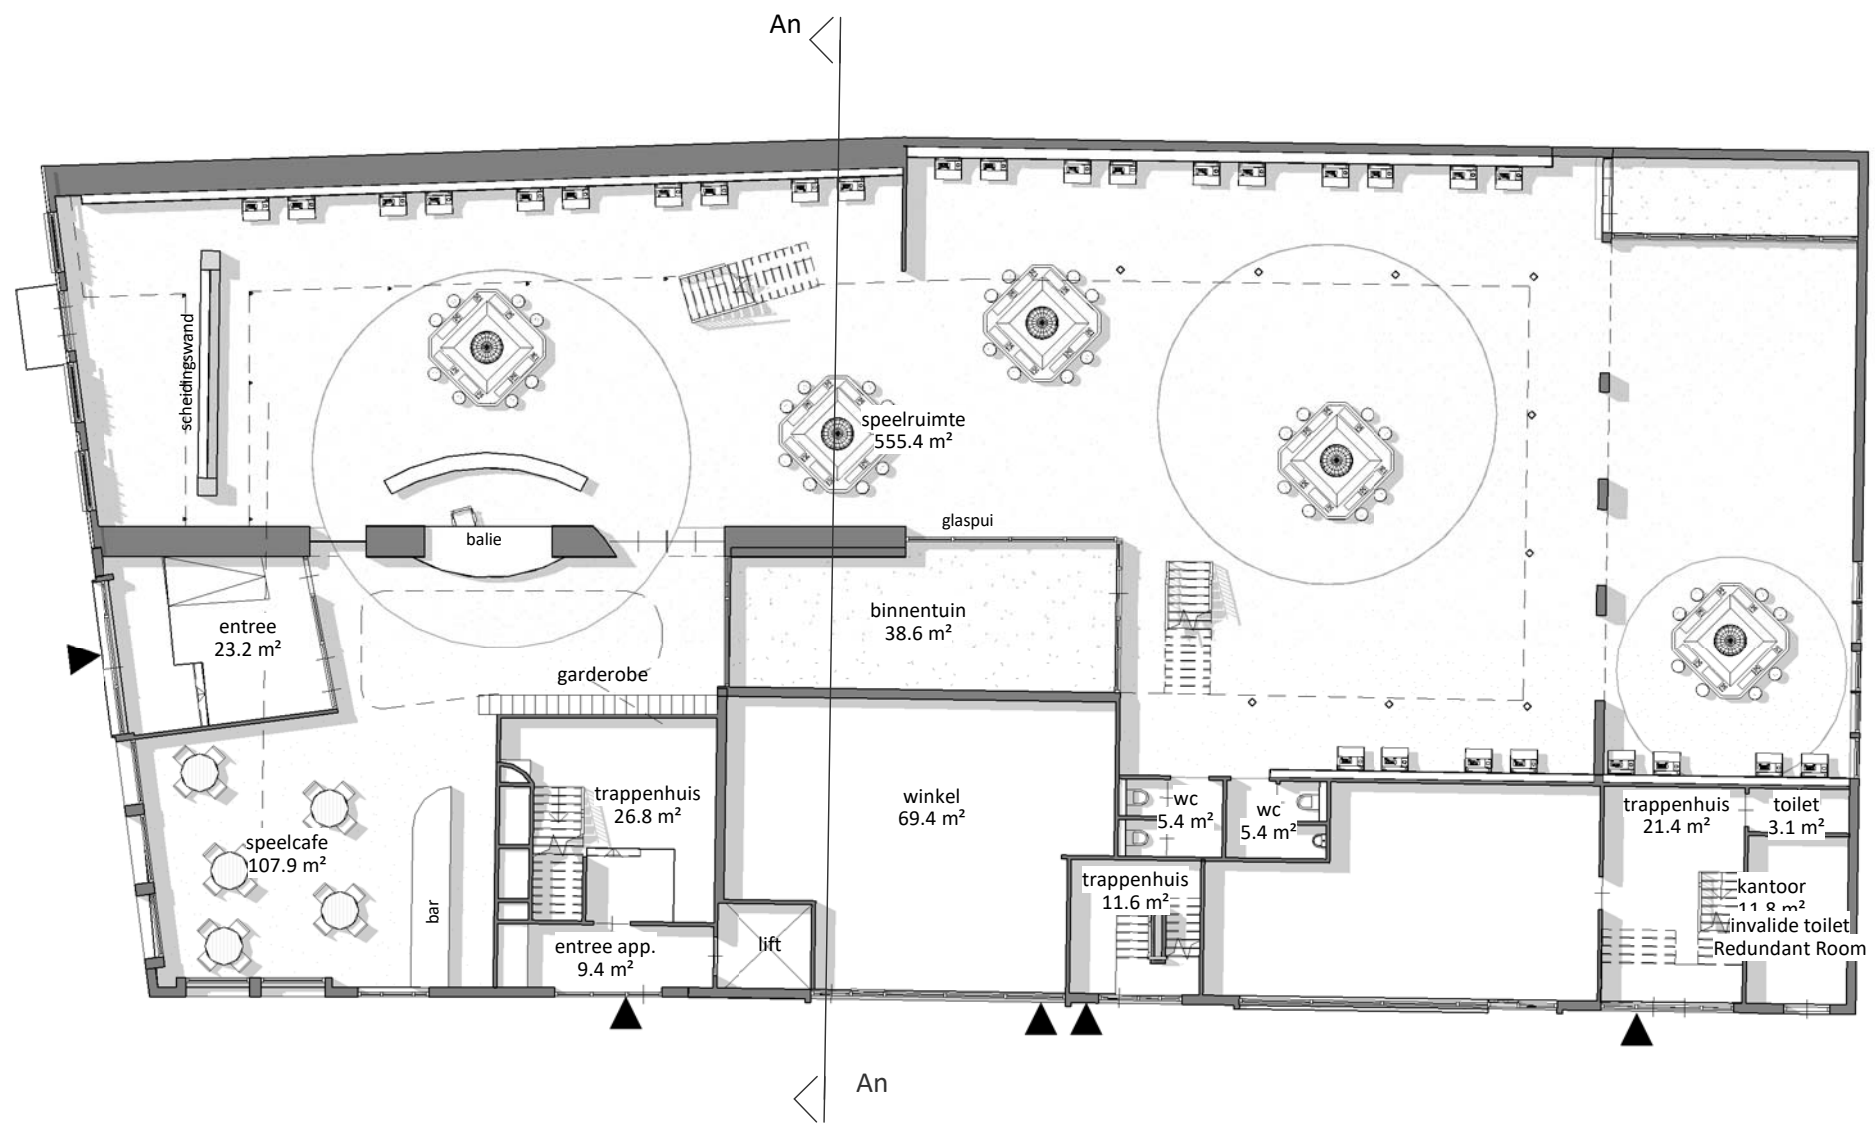 An
scheidingswand
speelruimte
555.4 m²
glaspui
balie
binnentuin
38.6 m²
entree
23.2 m²
garderobe
trappenhuis
26.8 m²
winkel
69.4 m²
wc
5.4 m²
wc
5.4 m²
trappenhuis
21.4 m²
toilet
3.1 m²
speelcafe
107.9 m²
bar
trappenhuis
11.6 m²
kantoor
11.8 m²
invalide toilet
Redundant Room
entree app.
9.4 m²
lift
An